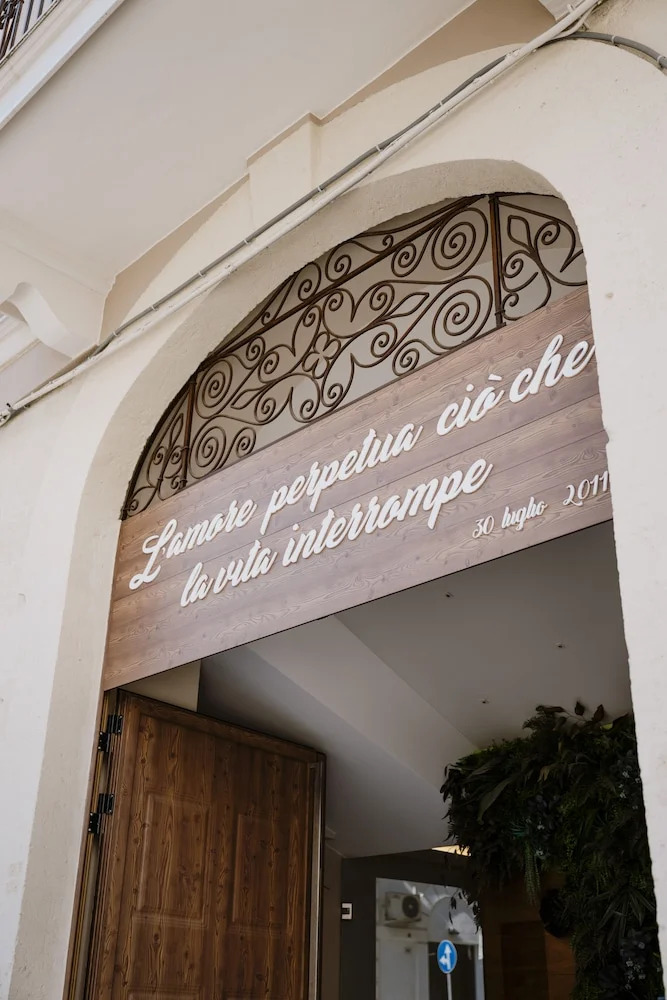 L'amore perpetua ciò che
la vita interrompe
30 luglio 2011